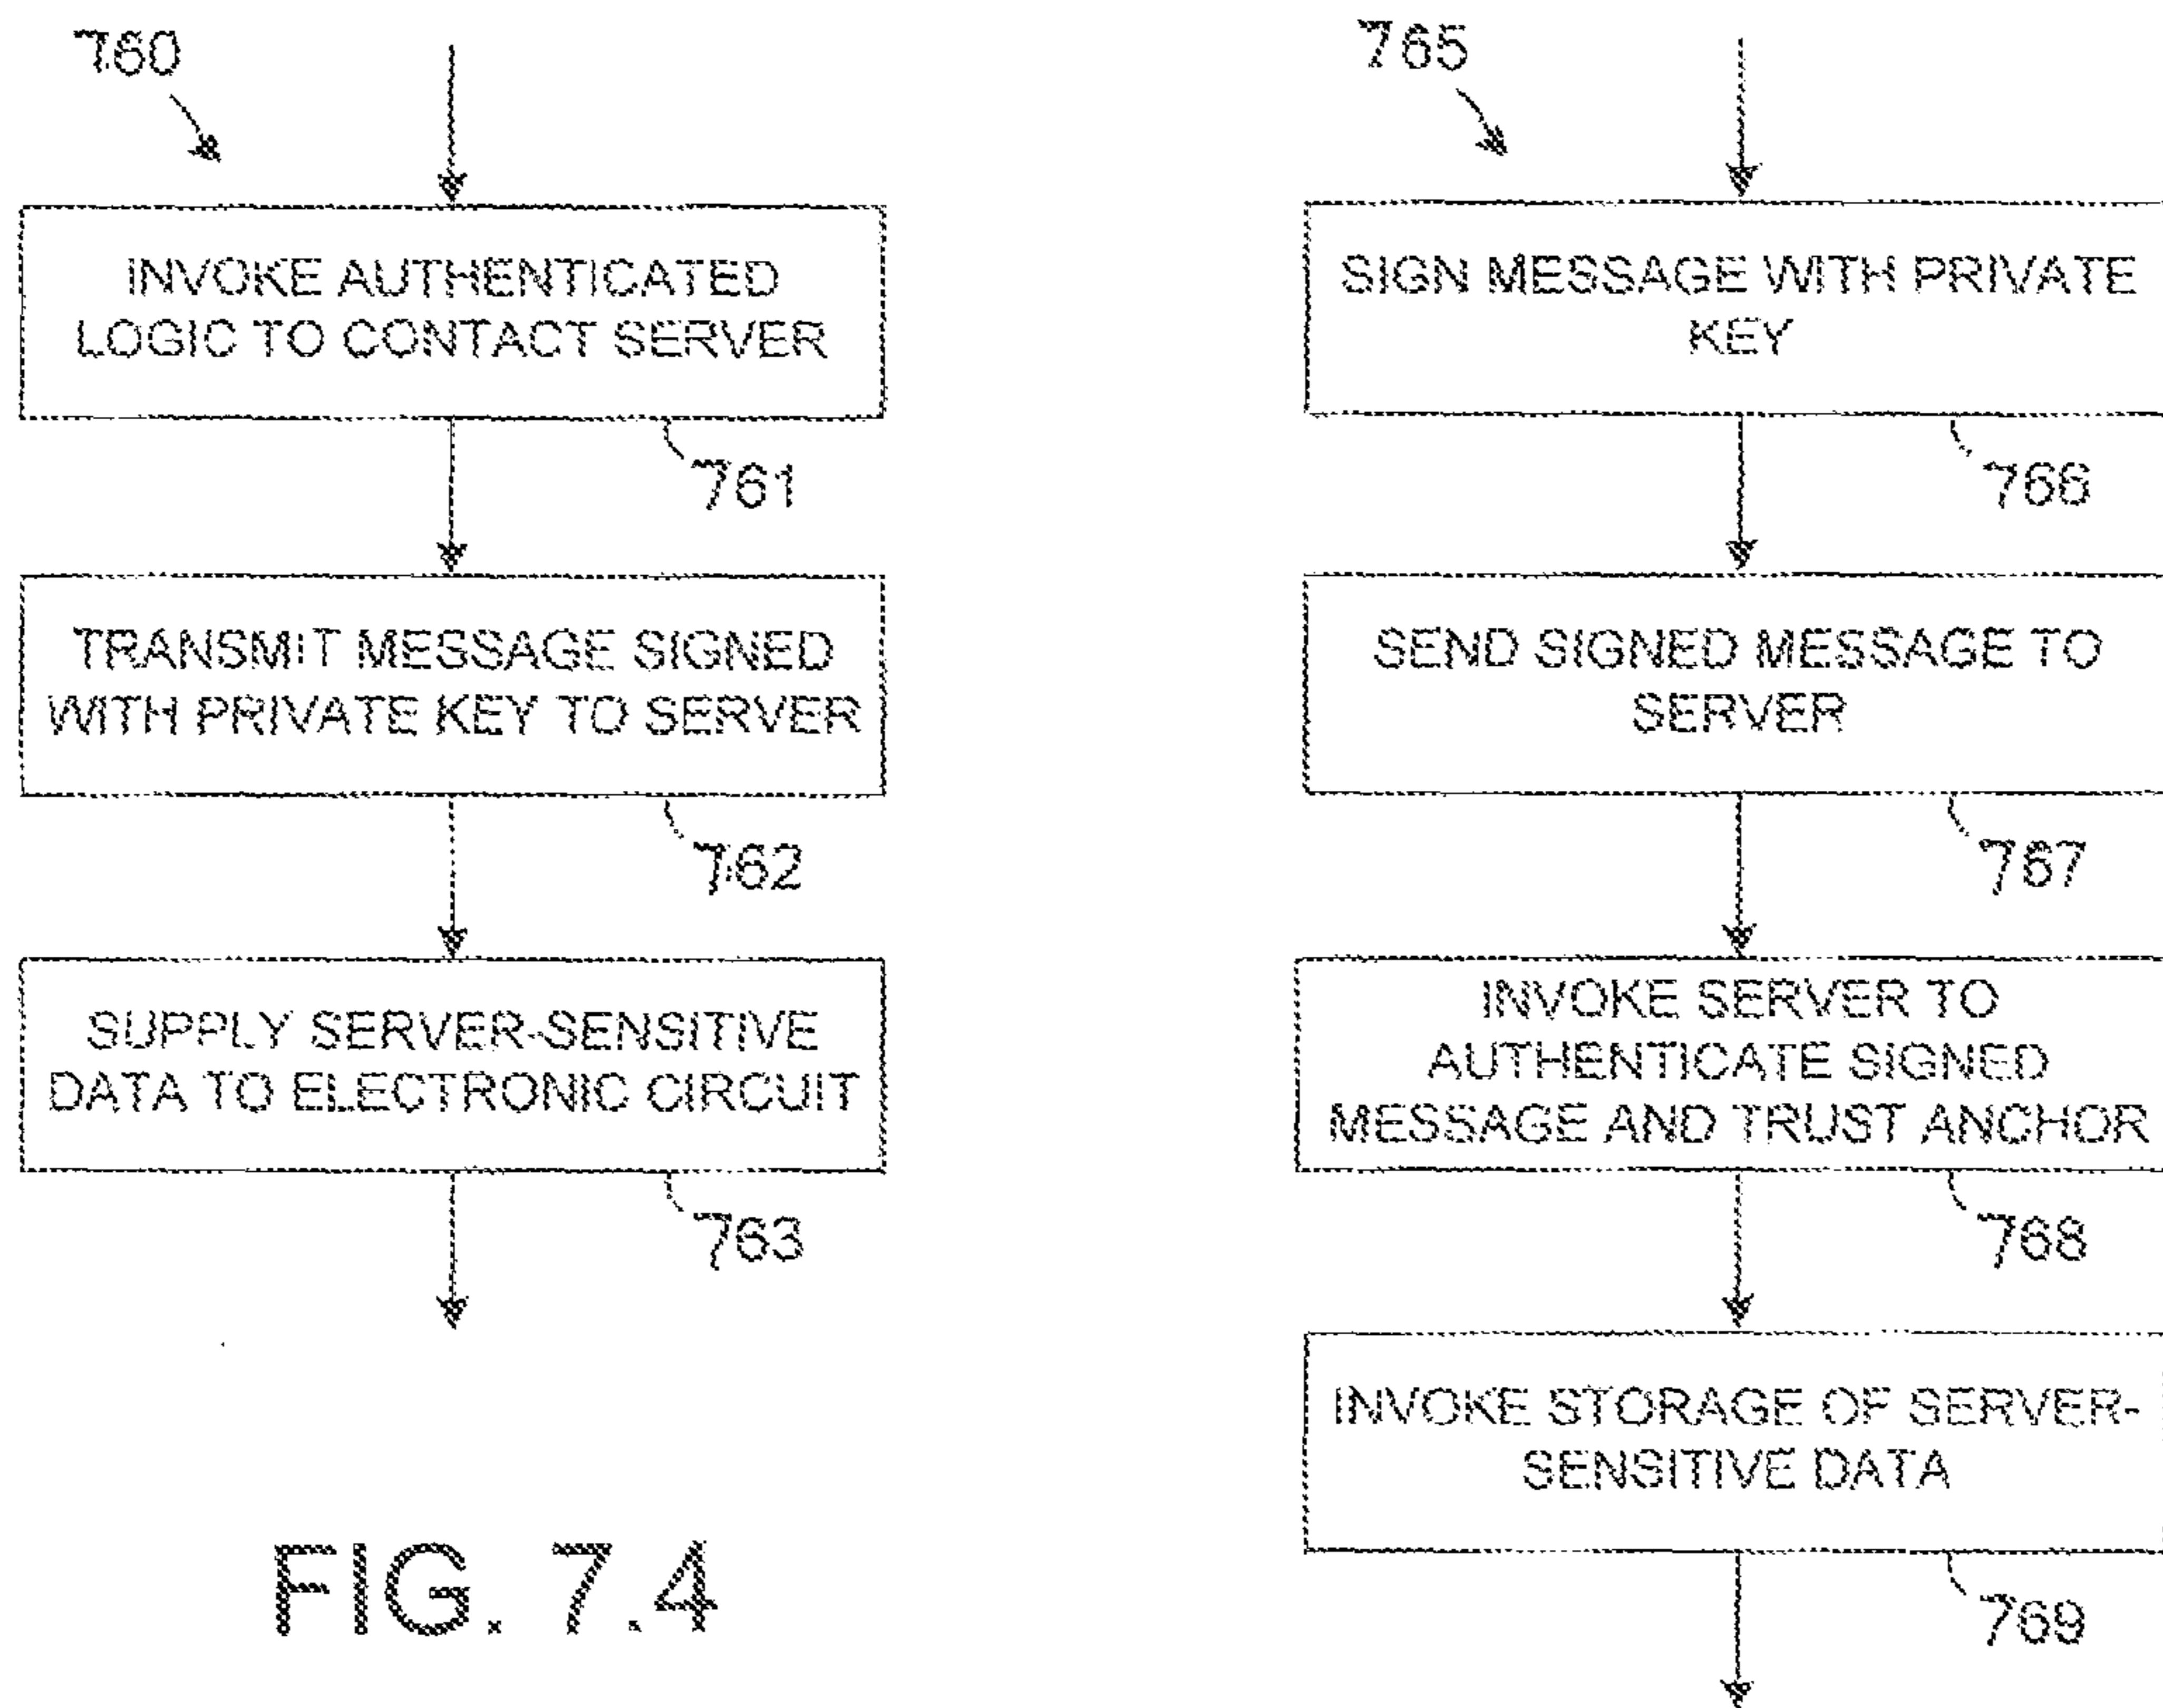 760
INVOKE AUTHENTICATED
LOGIC TO CONTACT SERVER
761
TRANSMIT MESSAGE SIGNED
WITH PRIVATE KEY TO SERVER
762
SUPPLY SERVER-SENSITIVE
DATA TO ELECTRONIC CIRCUIT
763
FIG. 7.4
765
SIGN MESSAGE WITH PRIVATE
KEY
766
SEND SIGNED MESSAGE TO
SERVER
767
INVOKE SERVER TO
AUTHENTICATE SIGNED
MESSAGE AND TRUST ANCHOR
768
INVOKE STORAGE OF SERVER-
SENSITIVE DATA
769